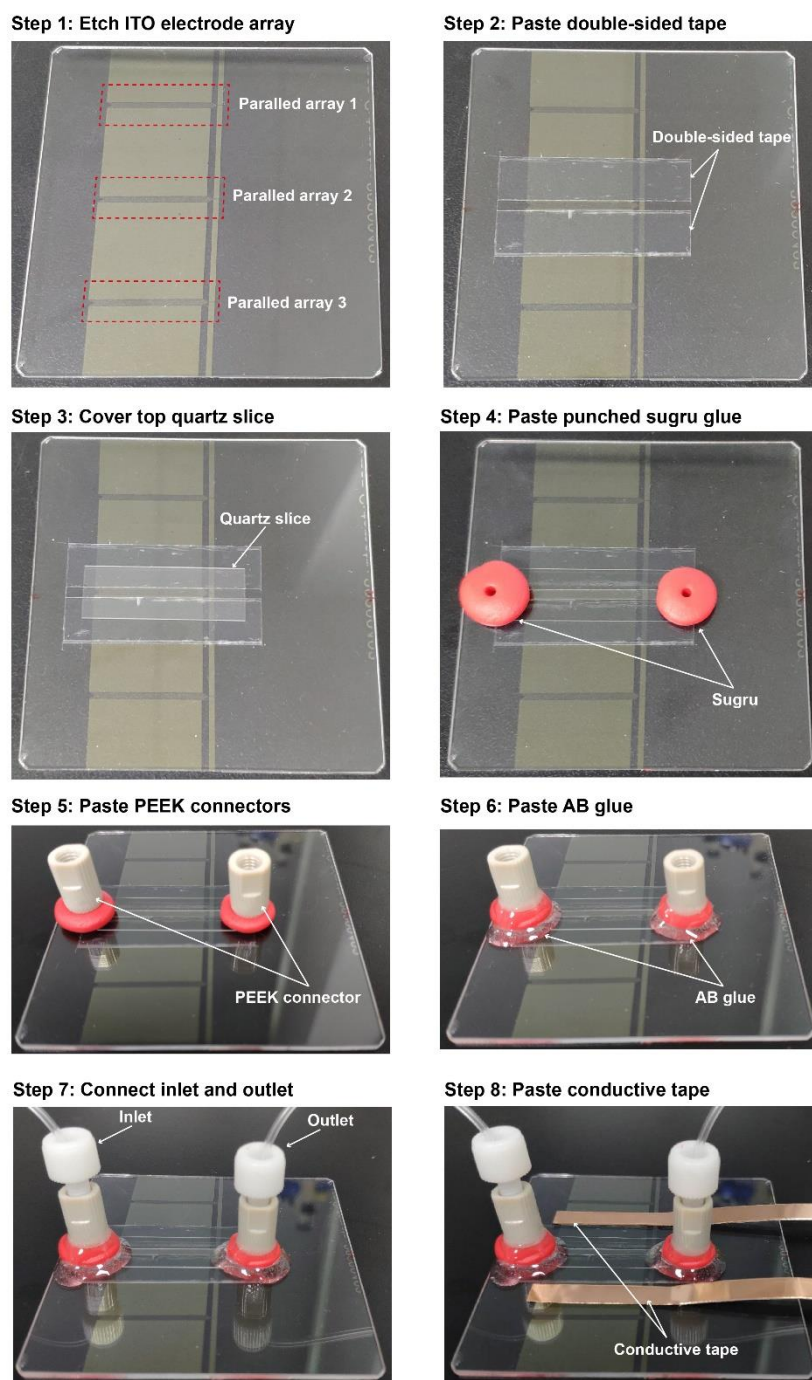 Step 1: Etch ITO electrode array
Paralled array 1
Paralled array 2
Paralled array 3
Step 2: Paste double-sided tape
Double-sided tape
Step 3: Cover top quartz slice
Quartz slice
Step 4: Paste punched sugru glue
Sugru
Step 5: Paste PEEK connectors
PEEK connector
Step 6: Paste AB glue
AB glue
Step 7: Connect inlet and outlet
Inlet
Outlet
Step 8: Paste conductive tape
Conductive tape